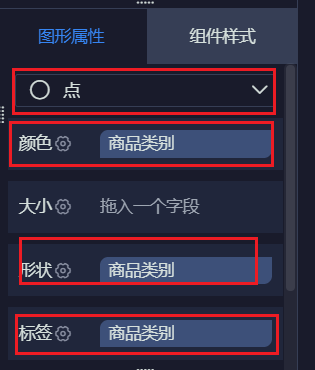 图形属性 组件样式
点
颜色 商品类别
大小 拖入一个字段
形状 商品类别
标签 商品类别